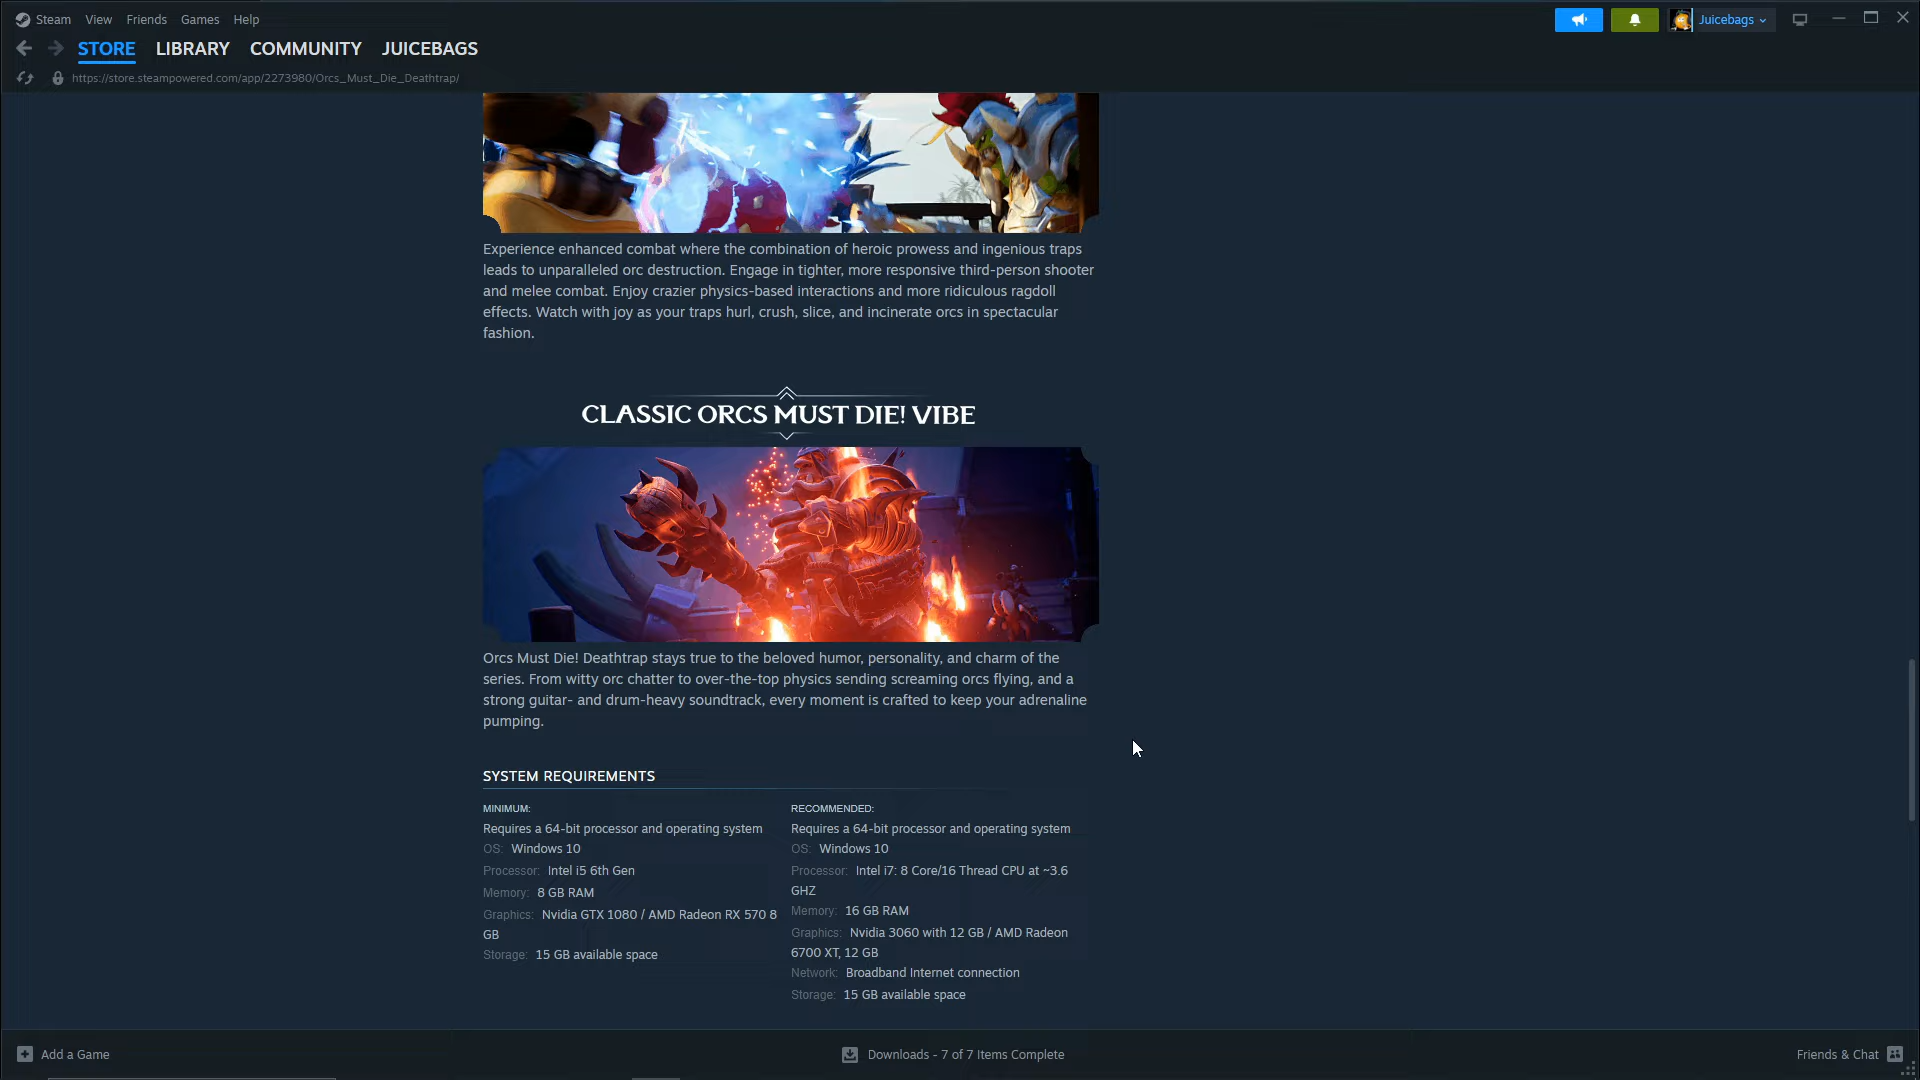 Steam View Friends Games Help
Juicebags
STORE LIBRARY COMMUNITY JUICEBAGS
https://store.steampowered.com/app/2273980/Orcs_Must_Die_Deathtrap/
Experience enhanced combat where the combination of heroic prowess and ingenious traps
leads to unparalleled orc destruction. Engage in tighter, more responsive third-person shooter
and melee combat. Enjoy crazier physics-based interactions and more ridiculous ragdoll
effects. Watch with joy as your traps hurl, crush, slice, and incinerate orcs in spectacular
fashion.
CLASSIC ORCS MUST DIE! VIBE
Orcs Must Die! Deathtrap stays true to the beloved humor, personality, and charm of the
series. From witty orc chatter to over-the-top physics sending screaming orcs flying, and a
strong guitar- and drum-heavy soundtrack, every moment is crafted to keep your adrenaline
pumping.
SYSTEM REQUIREMENTS
MINIMUM:
Requires a 64-bit processor and operating system
OS: Windows 10
Processor: Intel i5 6th Gen
Memory: 8 GB RAM
Graphics: Nvidia GTX 1080 / AMD Radeon RX 570 8
GB
Storage: 15 GB available space
RECOMMENDED:
Requires a 64-bit processor and operating system
OS: Windows 10
Processor: Intel i7: 8 Core/16 Thread CPU at ~3.6
GHZ
Memory: 16 GB RAM
Graphics: Nvidia 3060 with 12 GB / AMD Radeon
6700 XT, 12 GB
Network: Broadband Internet connection
Storage: 15 GB available space
Add a Game
Downloads - 7 of 7 Items Complete
Friends & Chat